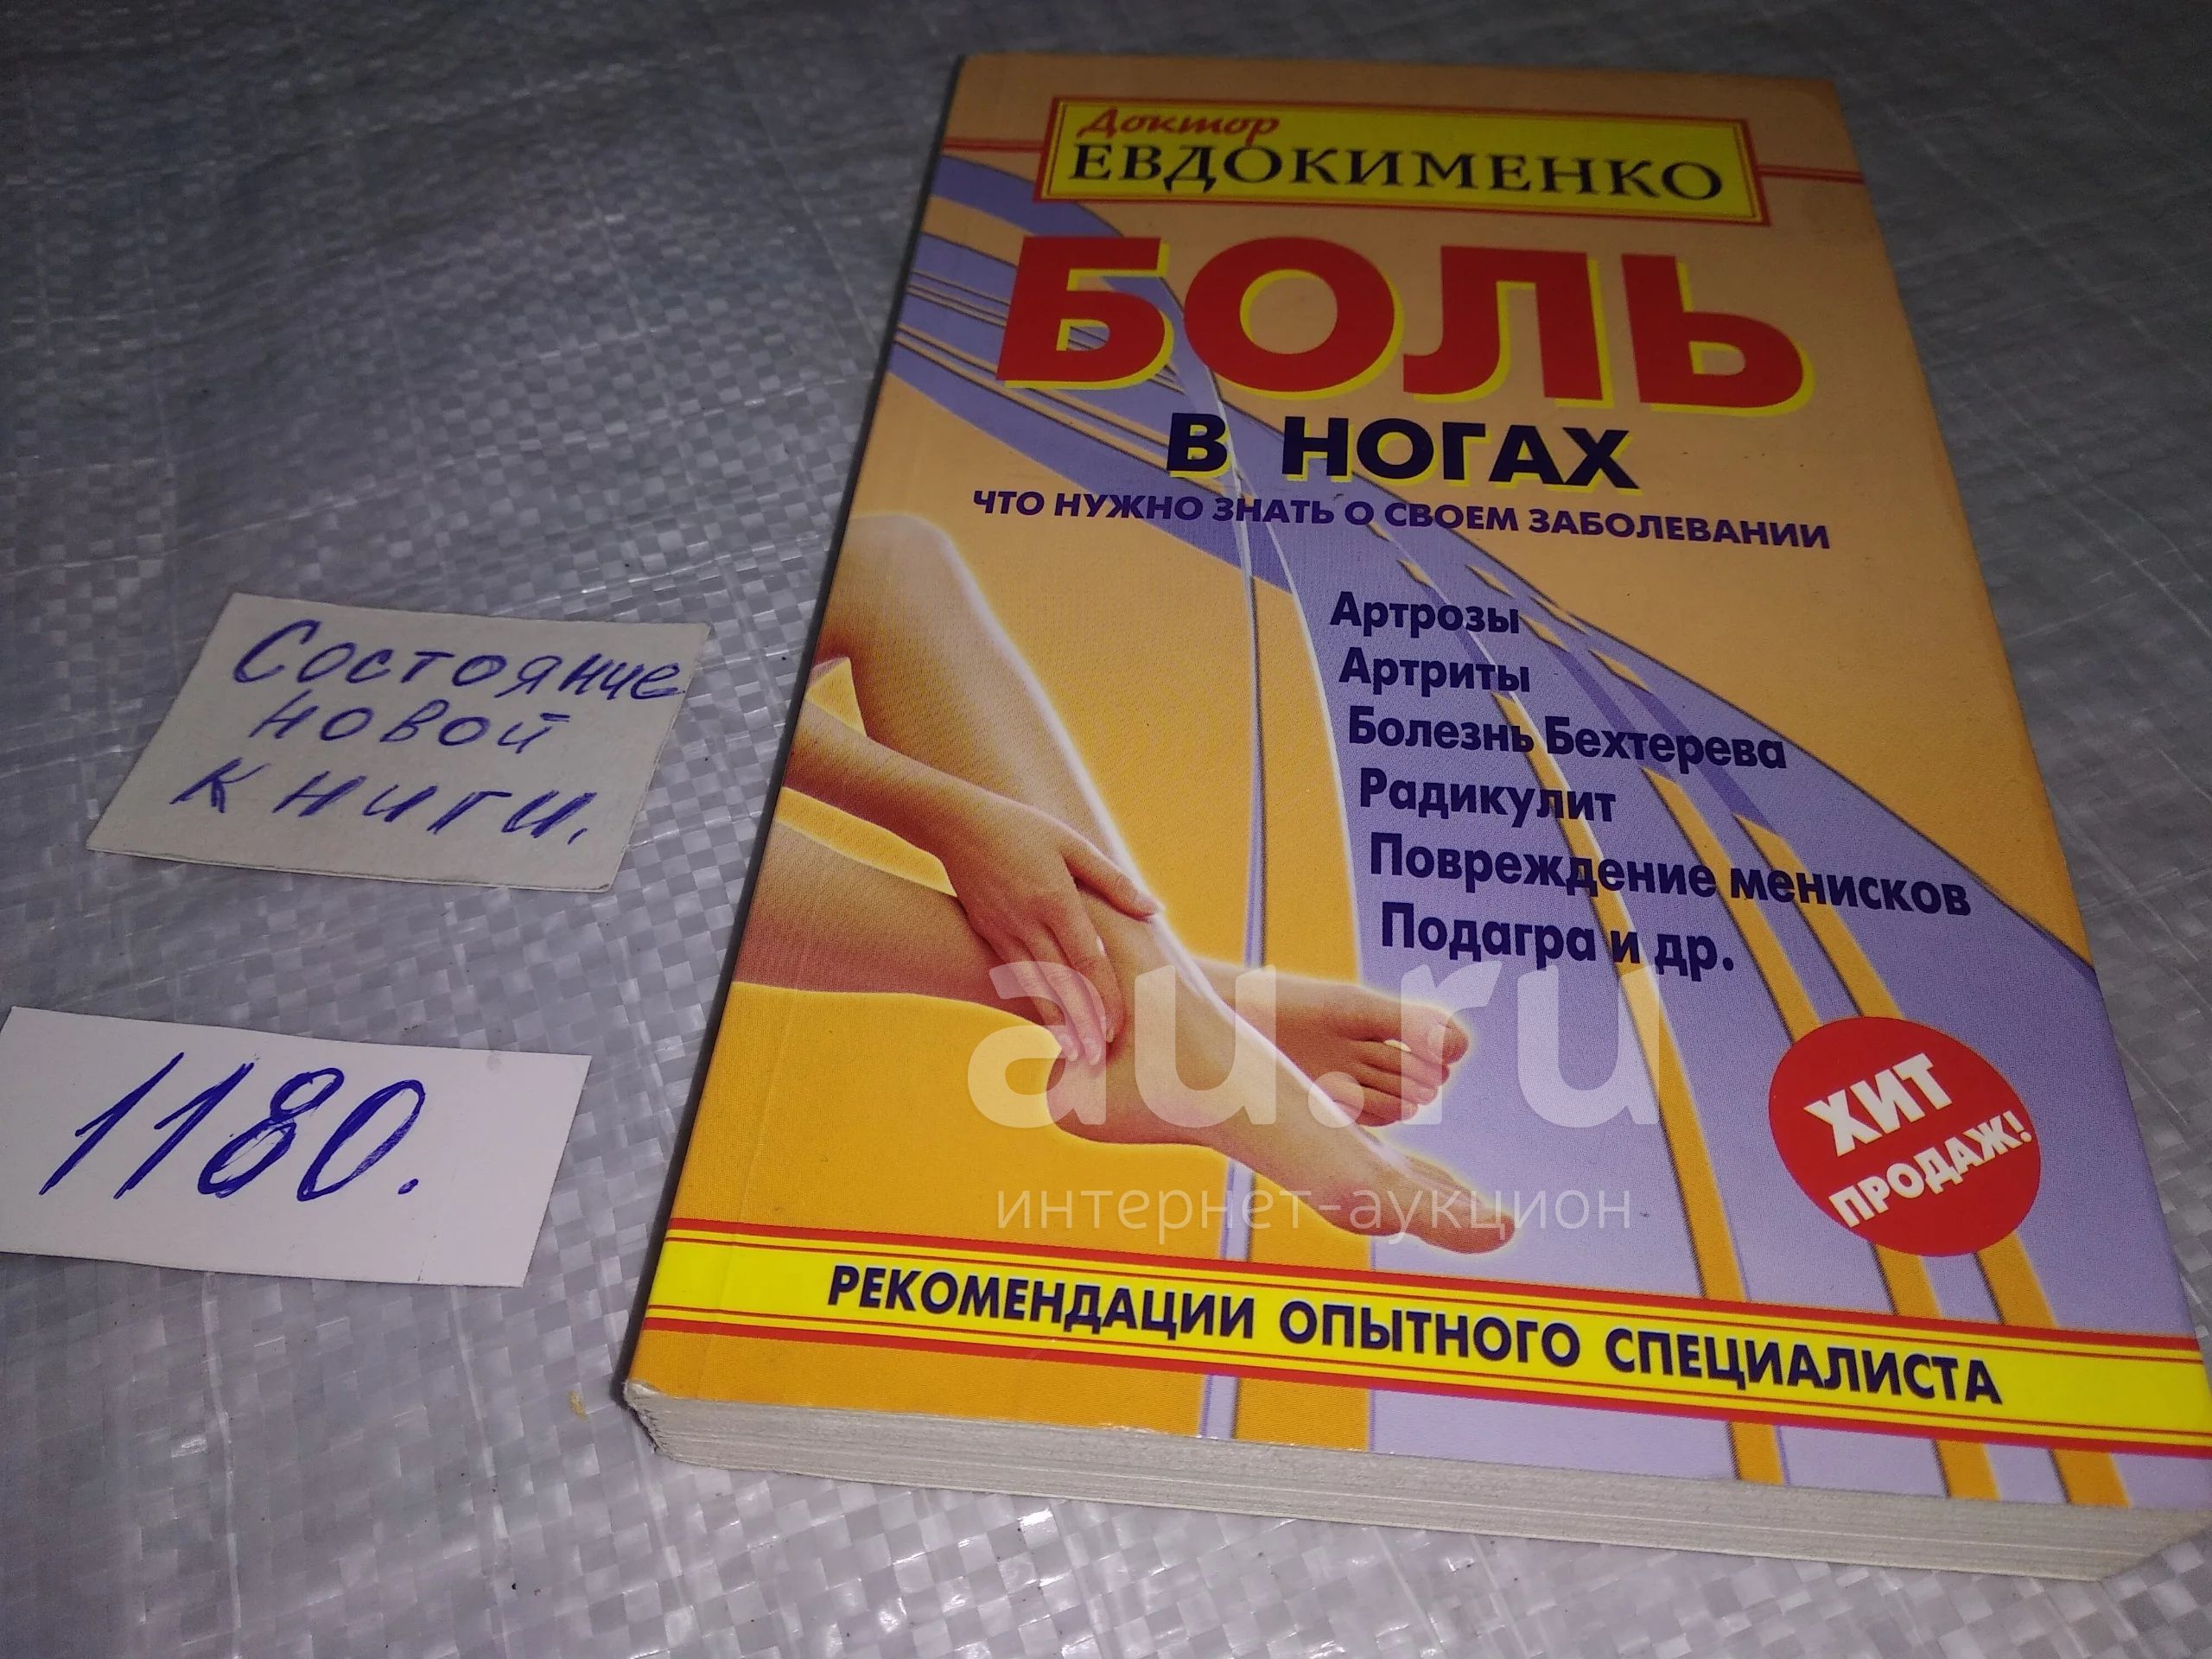 Доктор
ЕВДОКИМЕНКО
БОЛЬ
В НОГАХ
ЧТО НУЖНО ЗНАТЬ О СВОЕМ ЗАБОЛЕВАНИИ
Артрозы
Артриты
Болезнь Бехтерева
Радикулит
Повреждение менисков
Подагра и др.
ХИТ
ПРОДАЖ!
РЕКОМЕНДАЦИИ ОПЫТНОГО СПЕЦИАЛИСТА
Состояние
новой
книги.
1180.
au.ru
интернет-аукцион